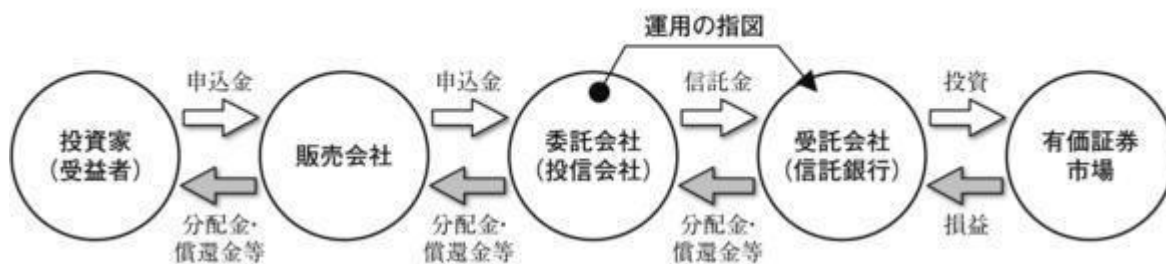 運用の指図
申込金
申込金
信託金
投資
投資家
(受益者)
販売会社
委託会社
(投信会社)
受託会社
(信託銀行)
有価証券
市場
分配金・
償還金等
分配金・
償還金等
分配金・
償還金等
損益